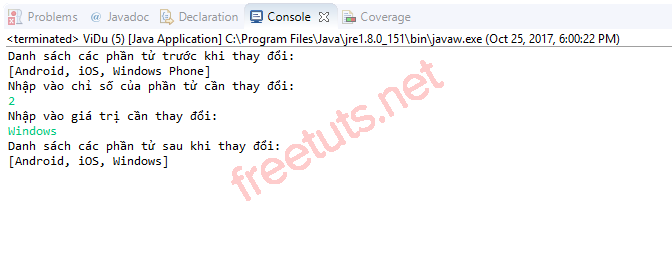 Problems @ Javadoc Declaration Console Coverage
<terminated> ViDu (5) [Java Application] C:\Program Files\Java\jre1.8.0_151\bin\javaw.exe (Oct 25, 2017, 6:00:22 PM)
Danh sách các phần tử trước khi thay đổi:
[Android, iOS, Windows Phone]
Nhập vào chỉ số của phần tử cần thay đổi:
2
Nhập vào giá trị cần thay đổi:
Windows
Danh sách các phần tử sau khi thay đổi:
[Android, iOS, Windows]
freetuts.net